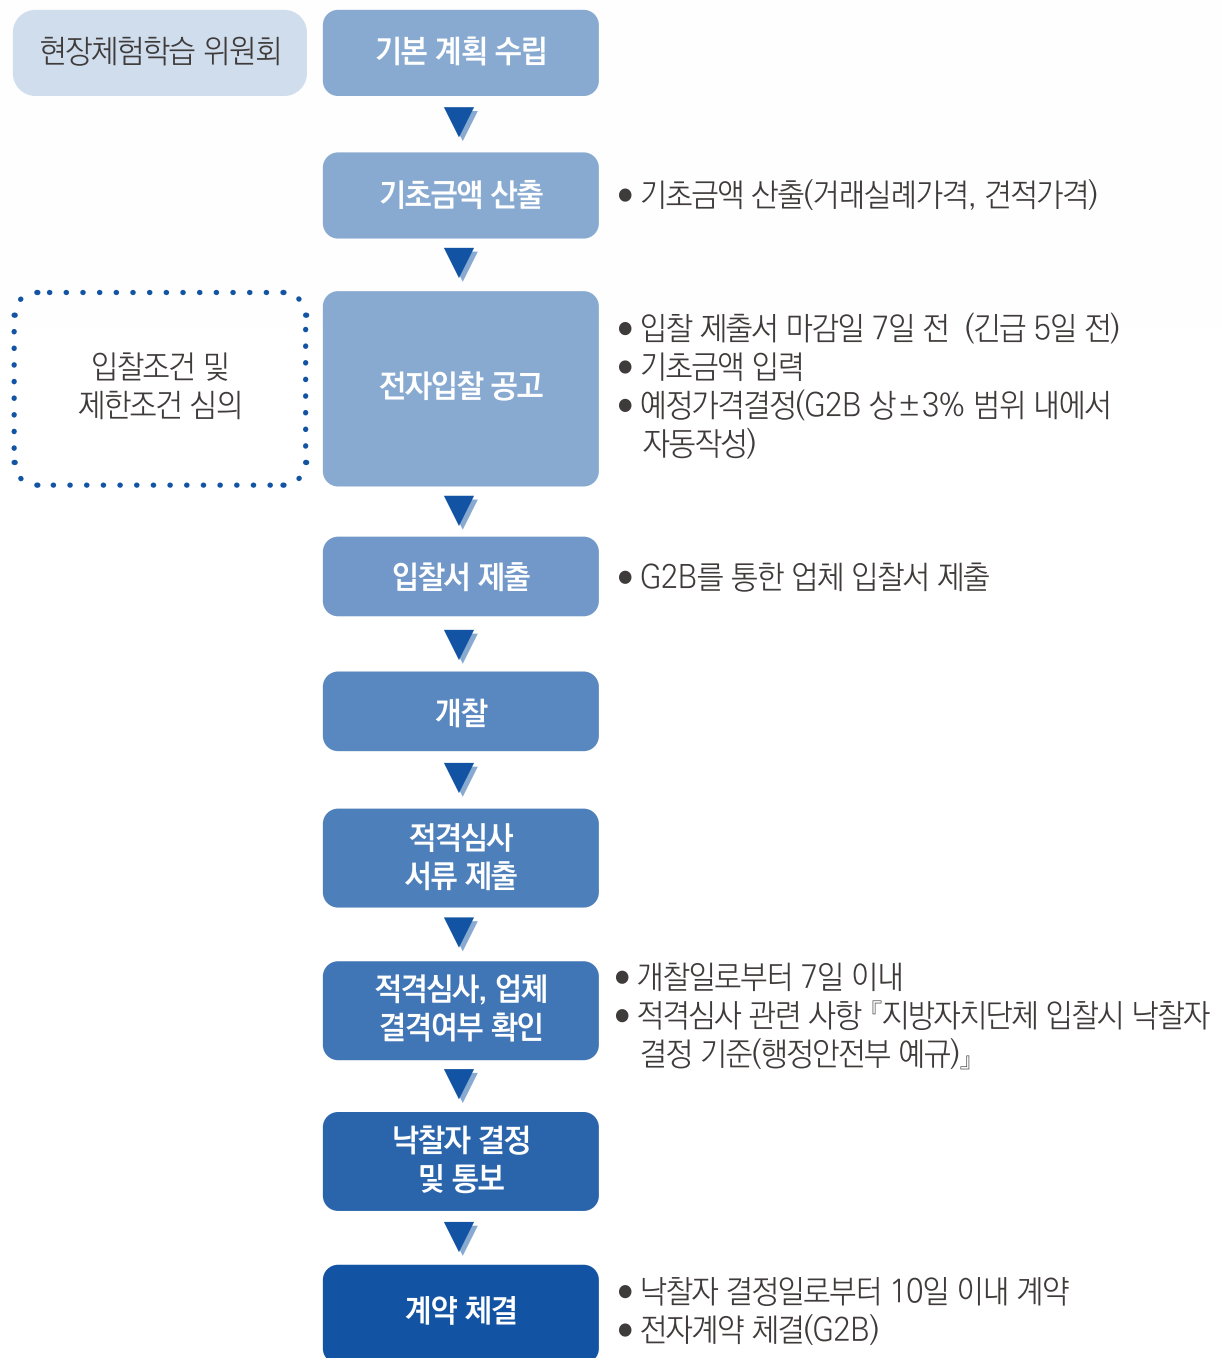 현장체험학습 위원회
기본 계획 수립
기초금액 산출
● 기초금액 산출(거래실례가격, 견적가격)
입찰조건 및
제한조건 심의
전자입찰 공고
● 입찰 제출서 마감일 7일 전 (긴급 5일 전)
● 기초금액 입력
● 예정가격결정(G2B 상±3% 범위 내에서
자동작성)
입찰서 제출
● G2B를 통한 업체 입찰서 제출
개찰
적격심사
서류 제출
적격심사, 업체
결격여부 확인
● 개찰일로부터 7일 이내
● 적격심사 관련 사항 『지방자치단체 입찰시 낙찰자
결정 기준(행정안전부 예규)』
낙찰자 결정
및 통보
계약 체결
● 낙찰자 결정일로부터 10일 이내 계약
● 전자계약 체결(G2B)